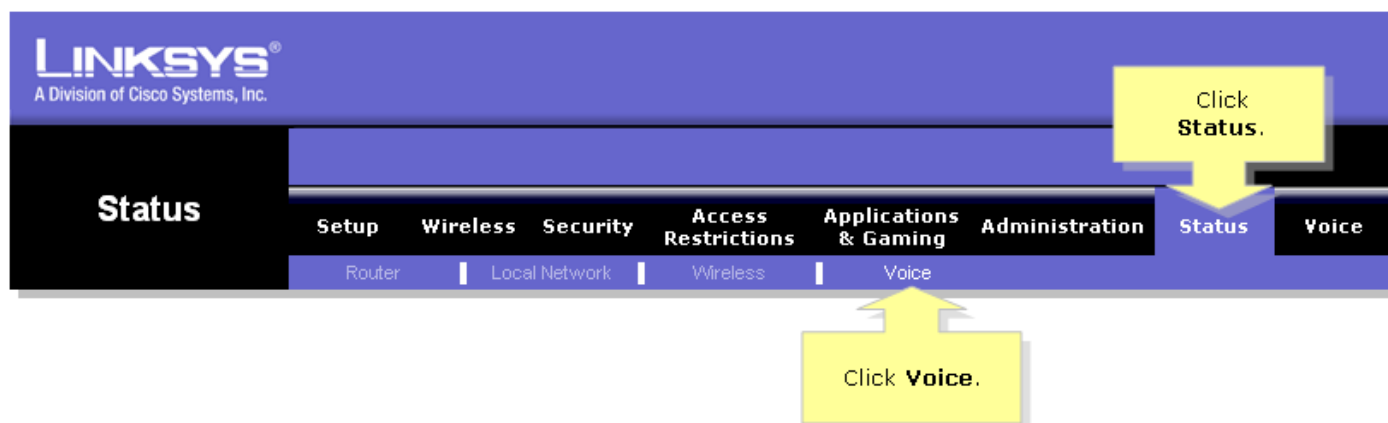 LINKSYS®
A Division of Cisco Systems, Inc.
Click
Status.
Status
Setup Wireless Security Access Restrictions Applications & Gaming Administration Status Voice
Router Local Network Wireless Voice
Click Voice.